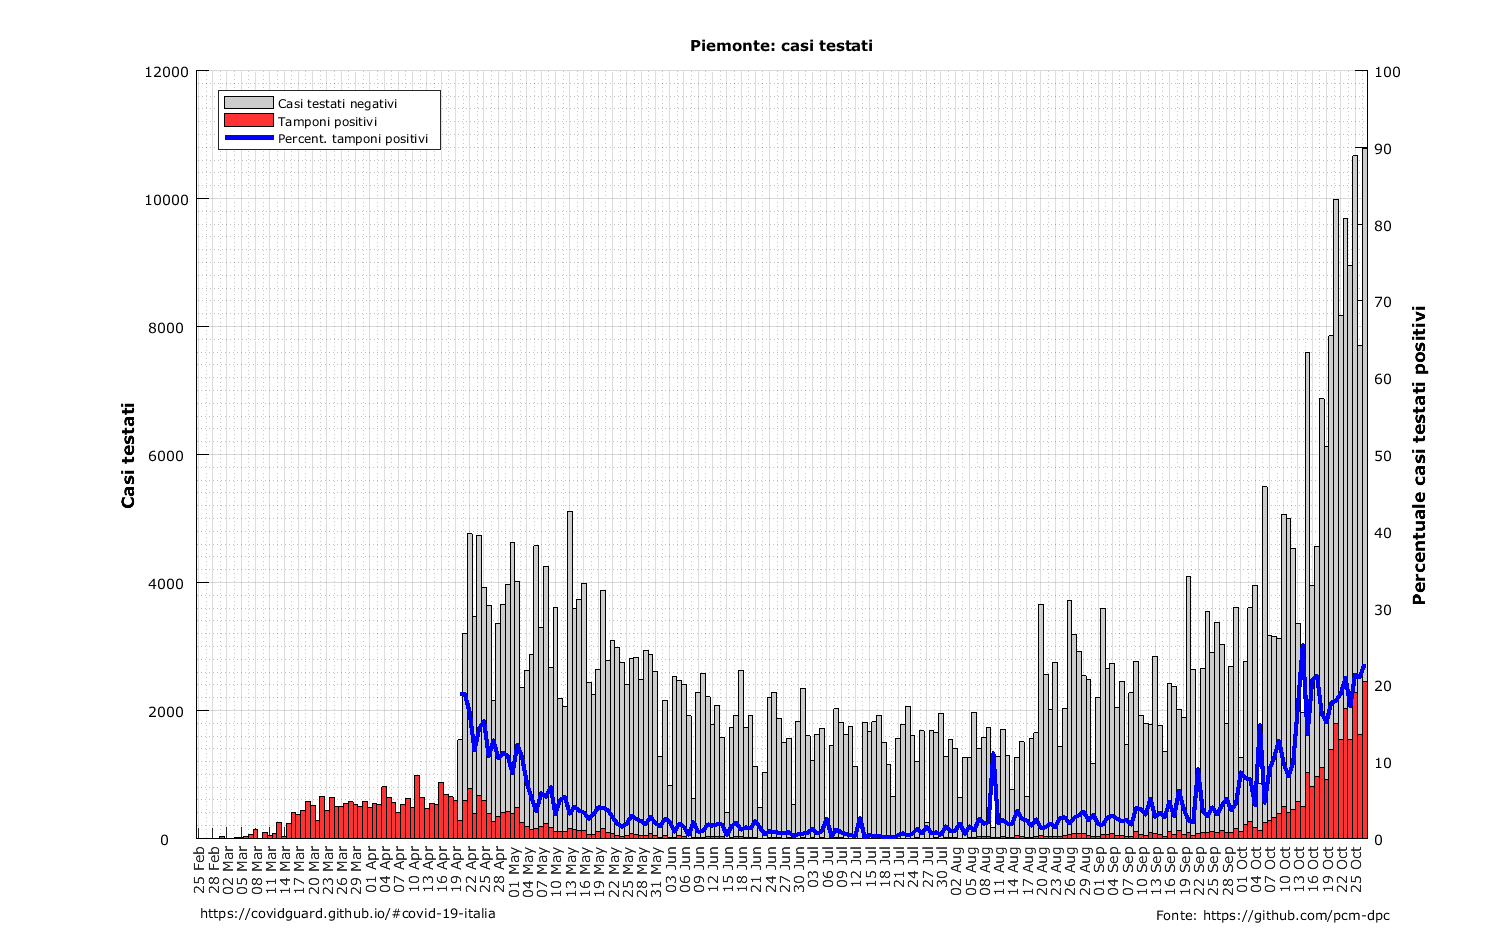 Piemonte: casi testati
12000
10000
8000
6000
4000
2000
0
Casi testati
Casi testati negativi
Tamponi positivi
Percent. tamponi positivi
100
90
80
70
60
50
40
30
20
10
0
Percentuale casi testati positivi
25 Feb
28 Feb
02 Mar
05 Mar
08 Mar
11 Mar
14 Mar
17 Mar
20 Mar
23 Mar
26 Mar
29 Mar
01 Apr
04 Apr
07 Apr
10 Apr
13 Apr
16 Apr
19 Apr
22 Apr
25 Apr
28 Apr
01 May
04 May
07 May
10 May
13 May
16 May
19 May
22 May
25 May
28 May
31 May
03 Jun
06 Jun
09 Jun
12 Jun
15 Jun
18 Jun
21 Jun
24 Jun
27 Jun
30 Jun
03 Jul
06 Jul
09 Jul
12 Jul
15 Jul
18 Jul
21 Jul
24 Jul
27 Jul
30 Jul
02 Aug
05 Aug
08 Aug
11 Aug
14 Aug
17 Aug
20 Aug
23 Aug
26 Aug
29 Aug
01 Sep
04 Sep
07 Sep
10 Sep
13 Sep
16 Sep
19 Sep
22 Sep
25 Sep
28 Sep
01 Oct
04 Oct
07 Oct
10 Oct
13 Oct
16 Oct
19 Oct
22 Oct
25 Oct
https://covidguard.github.io/#covid-19-italia
Fonte: https://github.com/pcm-dpc